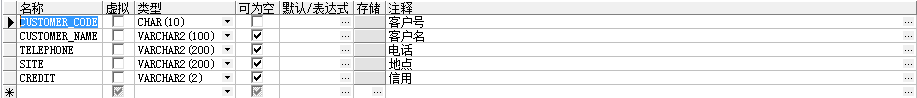 名称 虚拟 类型 可为空 默认/表达式 存储 注释
CUSTOMER_CODE CHAR(10) ... 客户号
CUSTOMER_NAME VARCHAR2(100) ... 客户名
TELEPHONE VARCHAR2(200) ... 电话
SITE VARCHAR2(200) ... 地点
CREDIT VARCHAR2(2) ... 信用